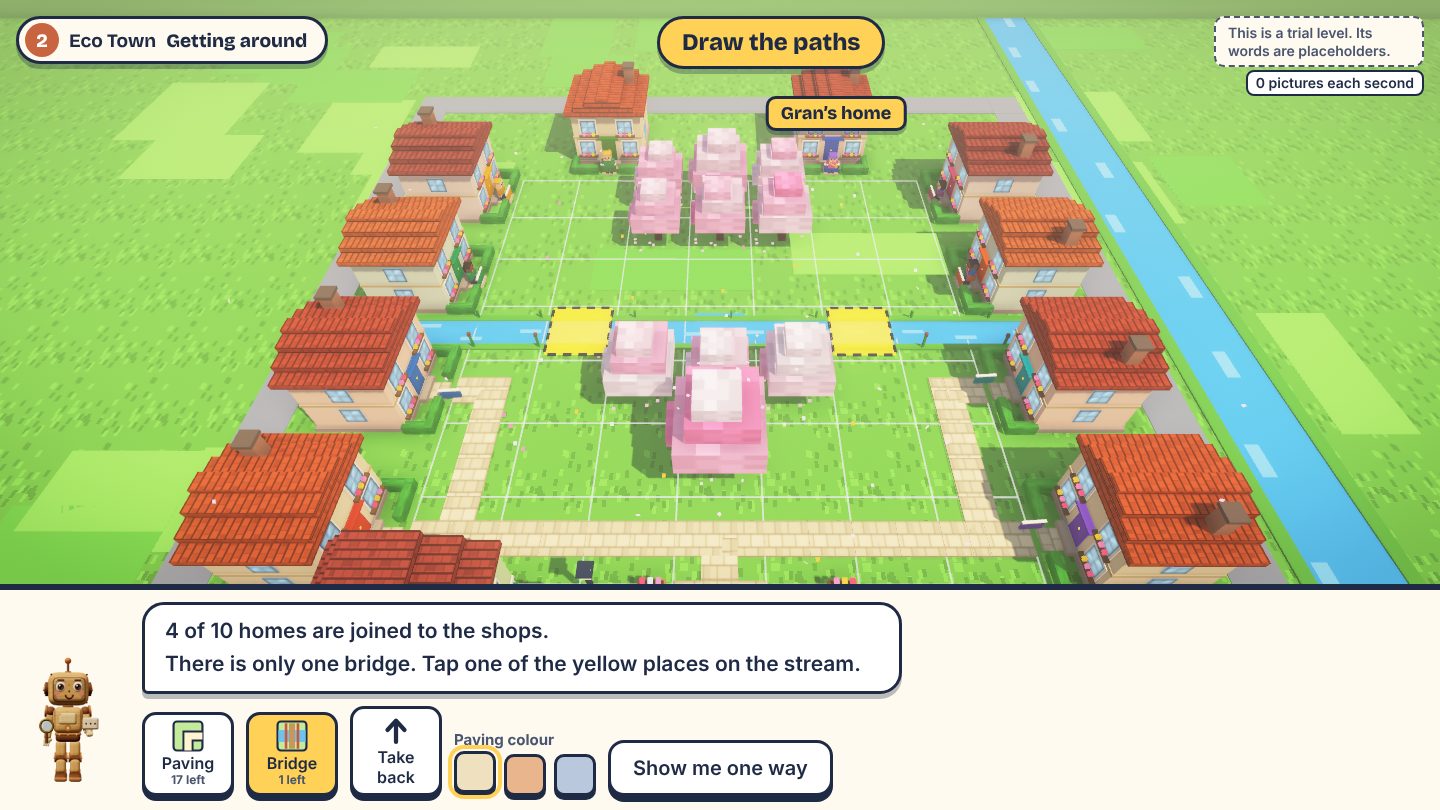 2 Eco Town Getting around
Draw the paths
This is a trial level. Its
words are placeholders.
0 pictures each second
Gran's home
4 of 10 homes are joined to the shops.
There is only one bridge. Tap one of the yellow places on the stream.
Paving
17 left
Bridge
1 left
Take
back
Paving colour
Show me one way